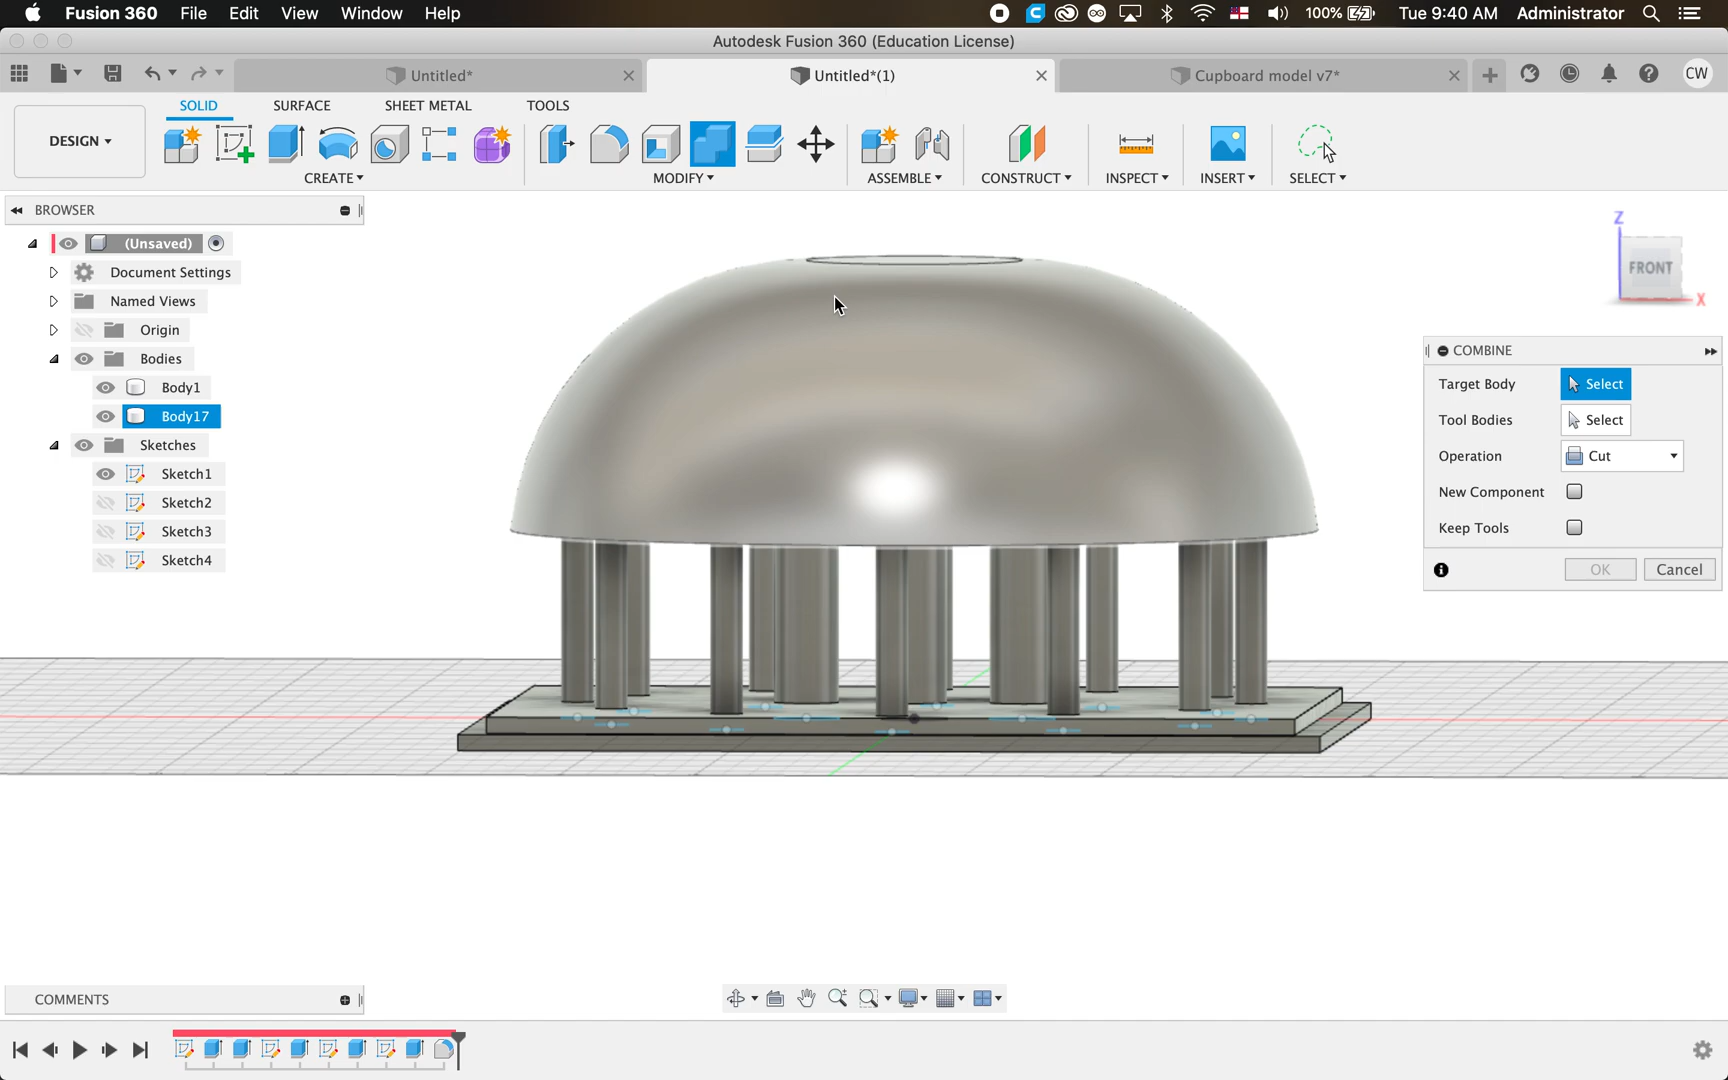 Fusion 360 File Edit View Window Help 100% Tue 9:40 AM Administrator
Autodesk Fusion 360 (Education License)
Untitled* Untitled*(1) Cupboard model v7* CW
SOLID SURFACE SHEET METAL TOOLS
DESIGN
CREATE MODIFY ASSEMBLE CONSTRUCT INSPECT INSERT SELECT
BROWSER
(Unsaved)
Document Settings
Named Views
Origin
Bodies
Body1
Body17
Sketches
Sketch1
Sketch2
Sketch3
Sketch4
Z
FRONT
X
COMBINE
Target Body Select
Tool Bodies Select
Operation Cut
New Component
Keep Tools
OK Cancel
COMMENTS